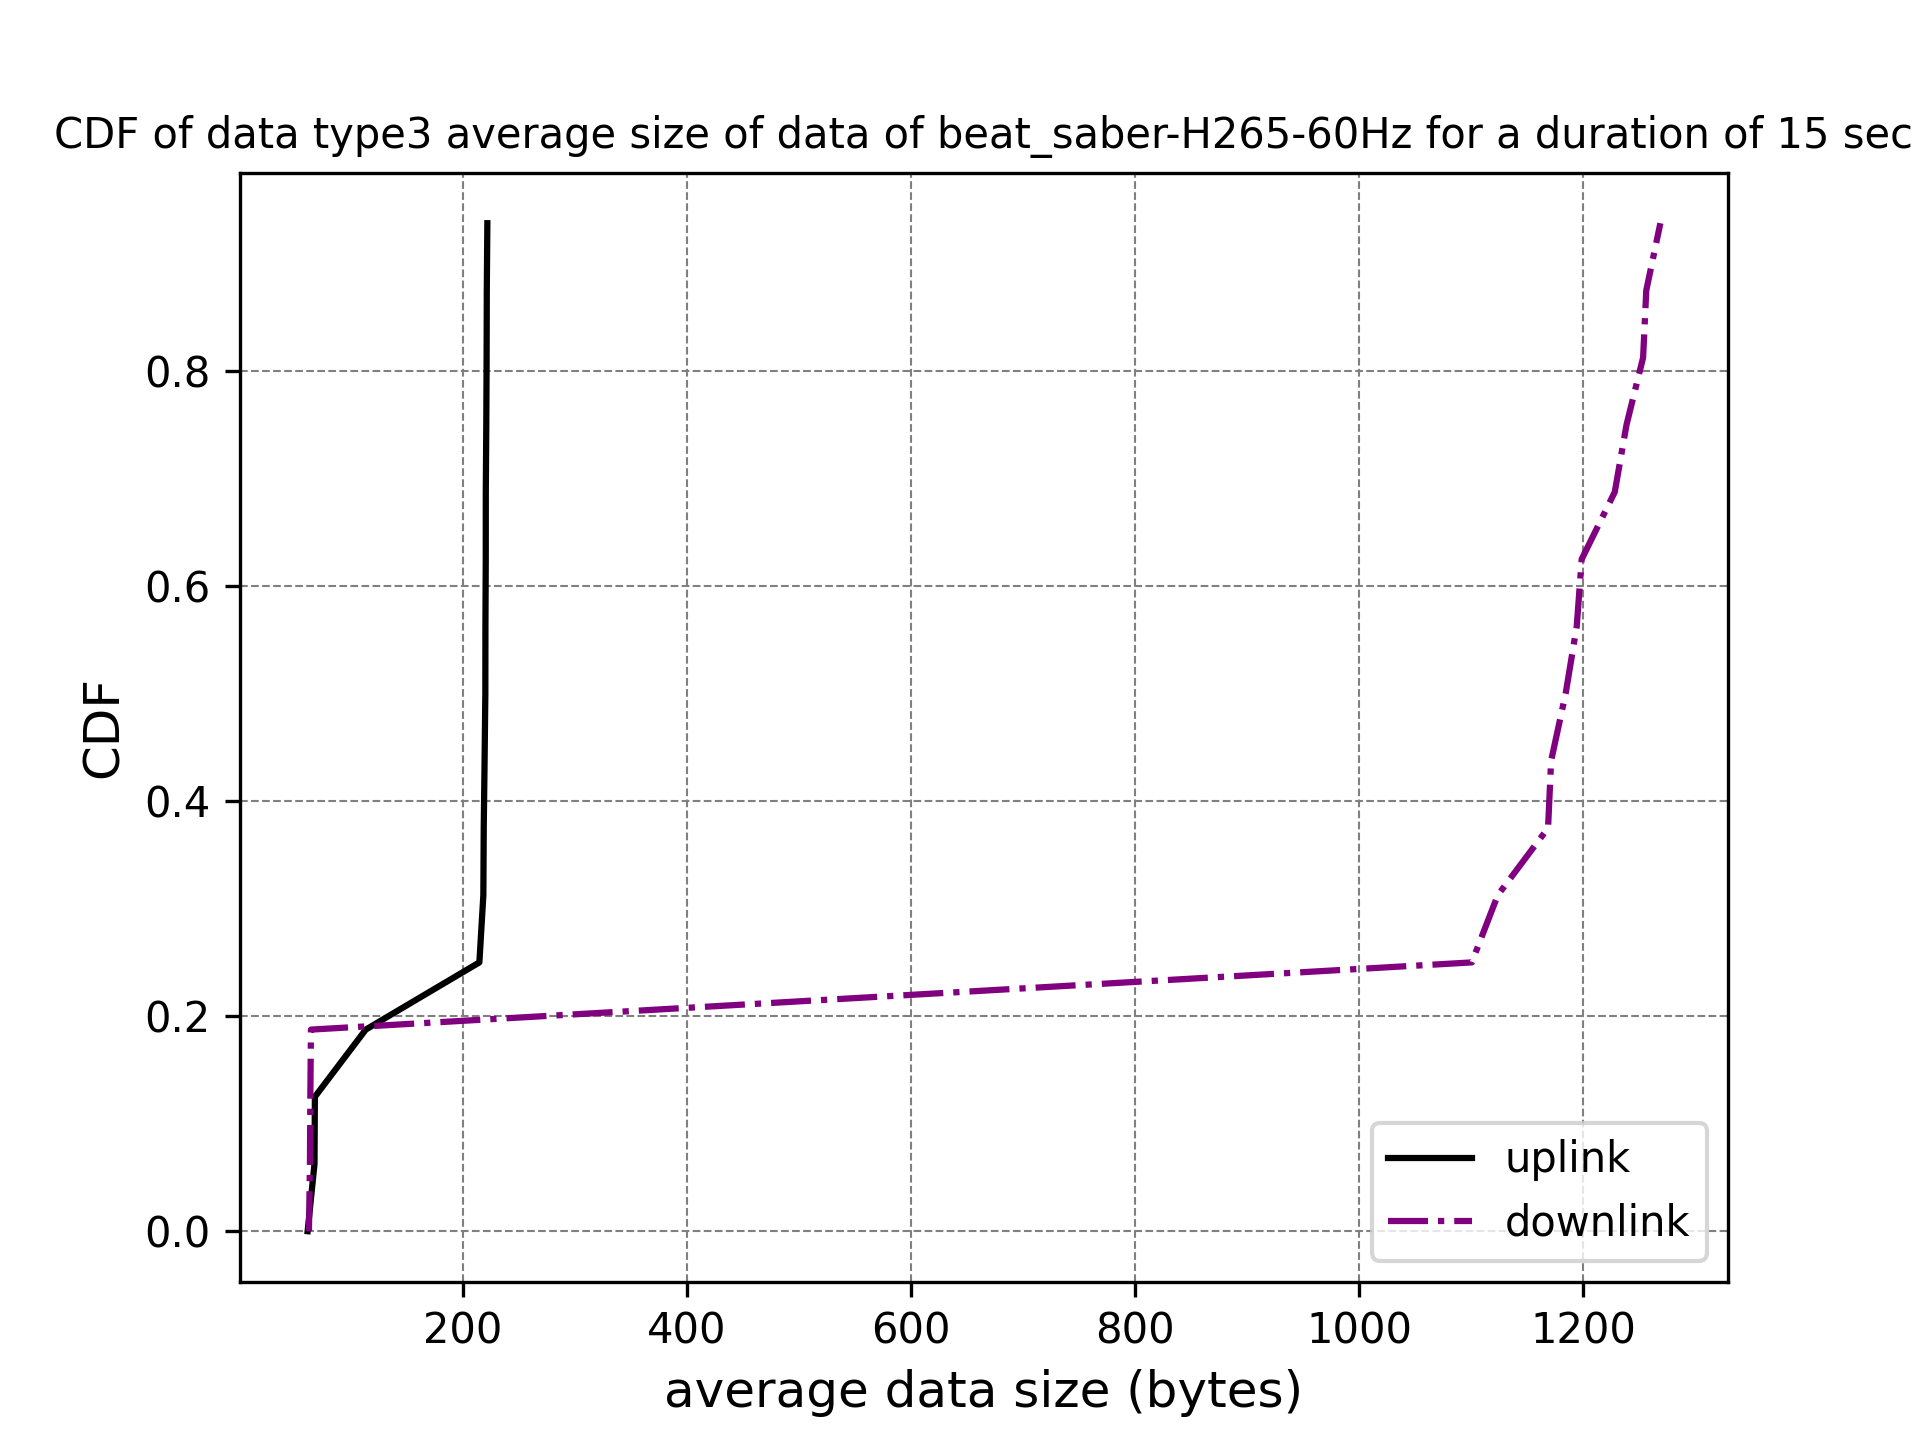 CDF of data type3 average size of data of beat_saber-H265-60Hz for a duration of 15 sec
CDF
0.8
0.6
0.4
0.2
0.0
200 400 600 800 1000 1200
average data size (bytes)
uplink
downlink